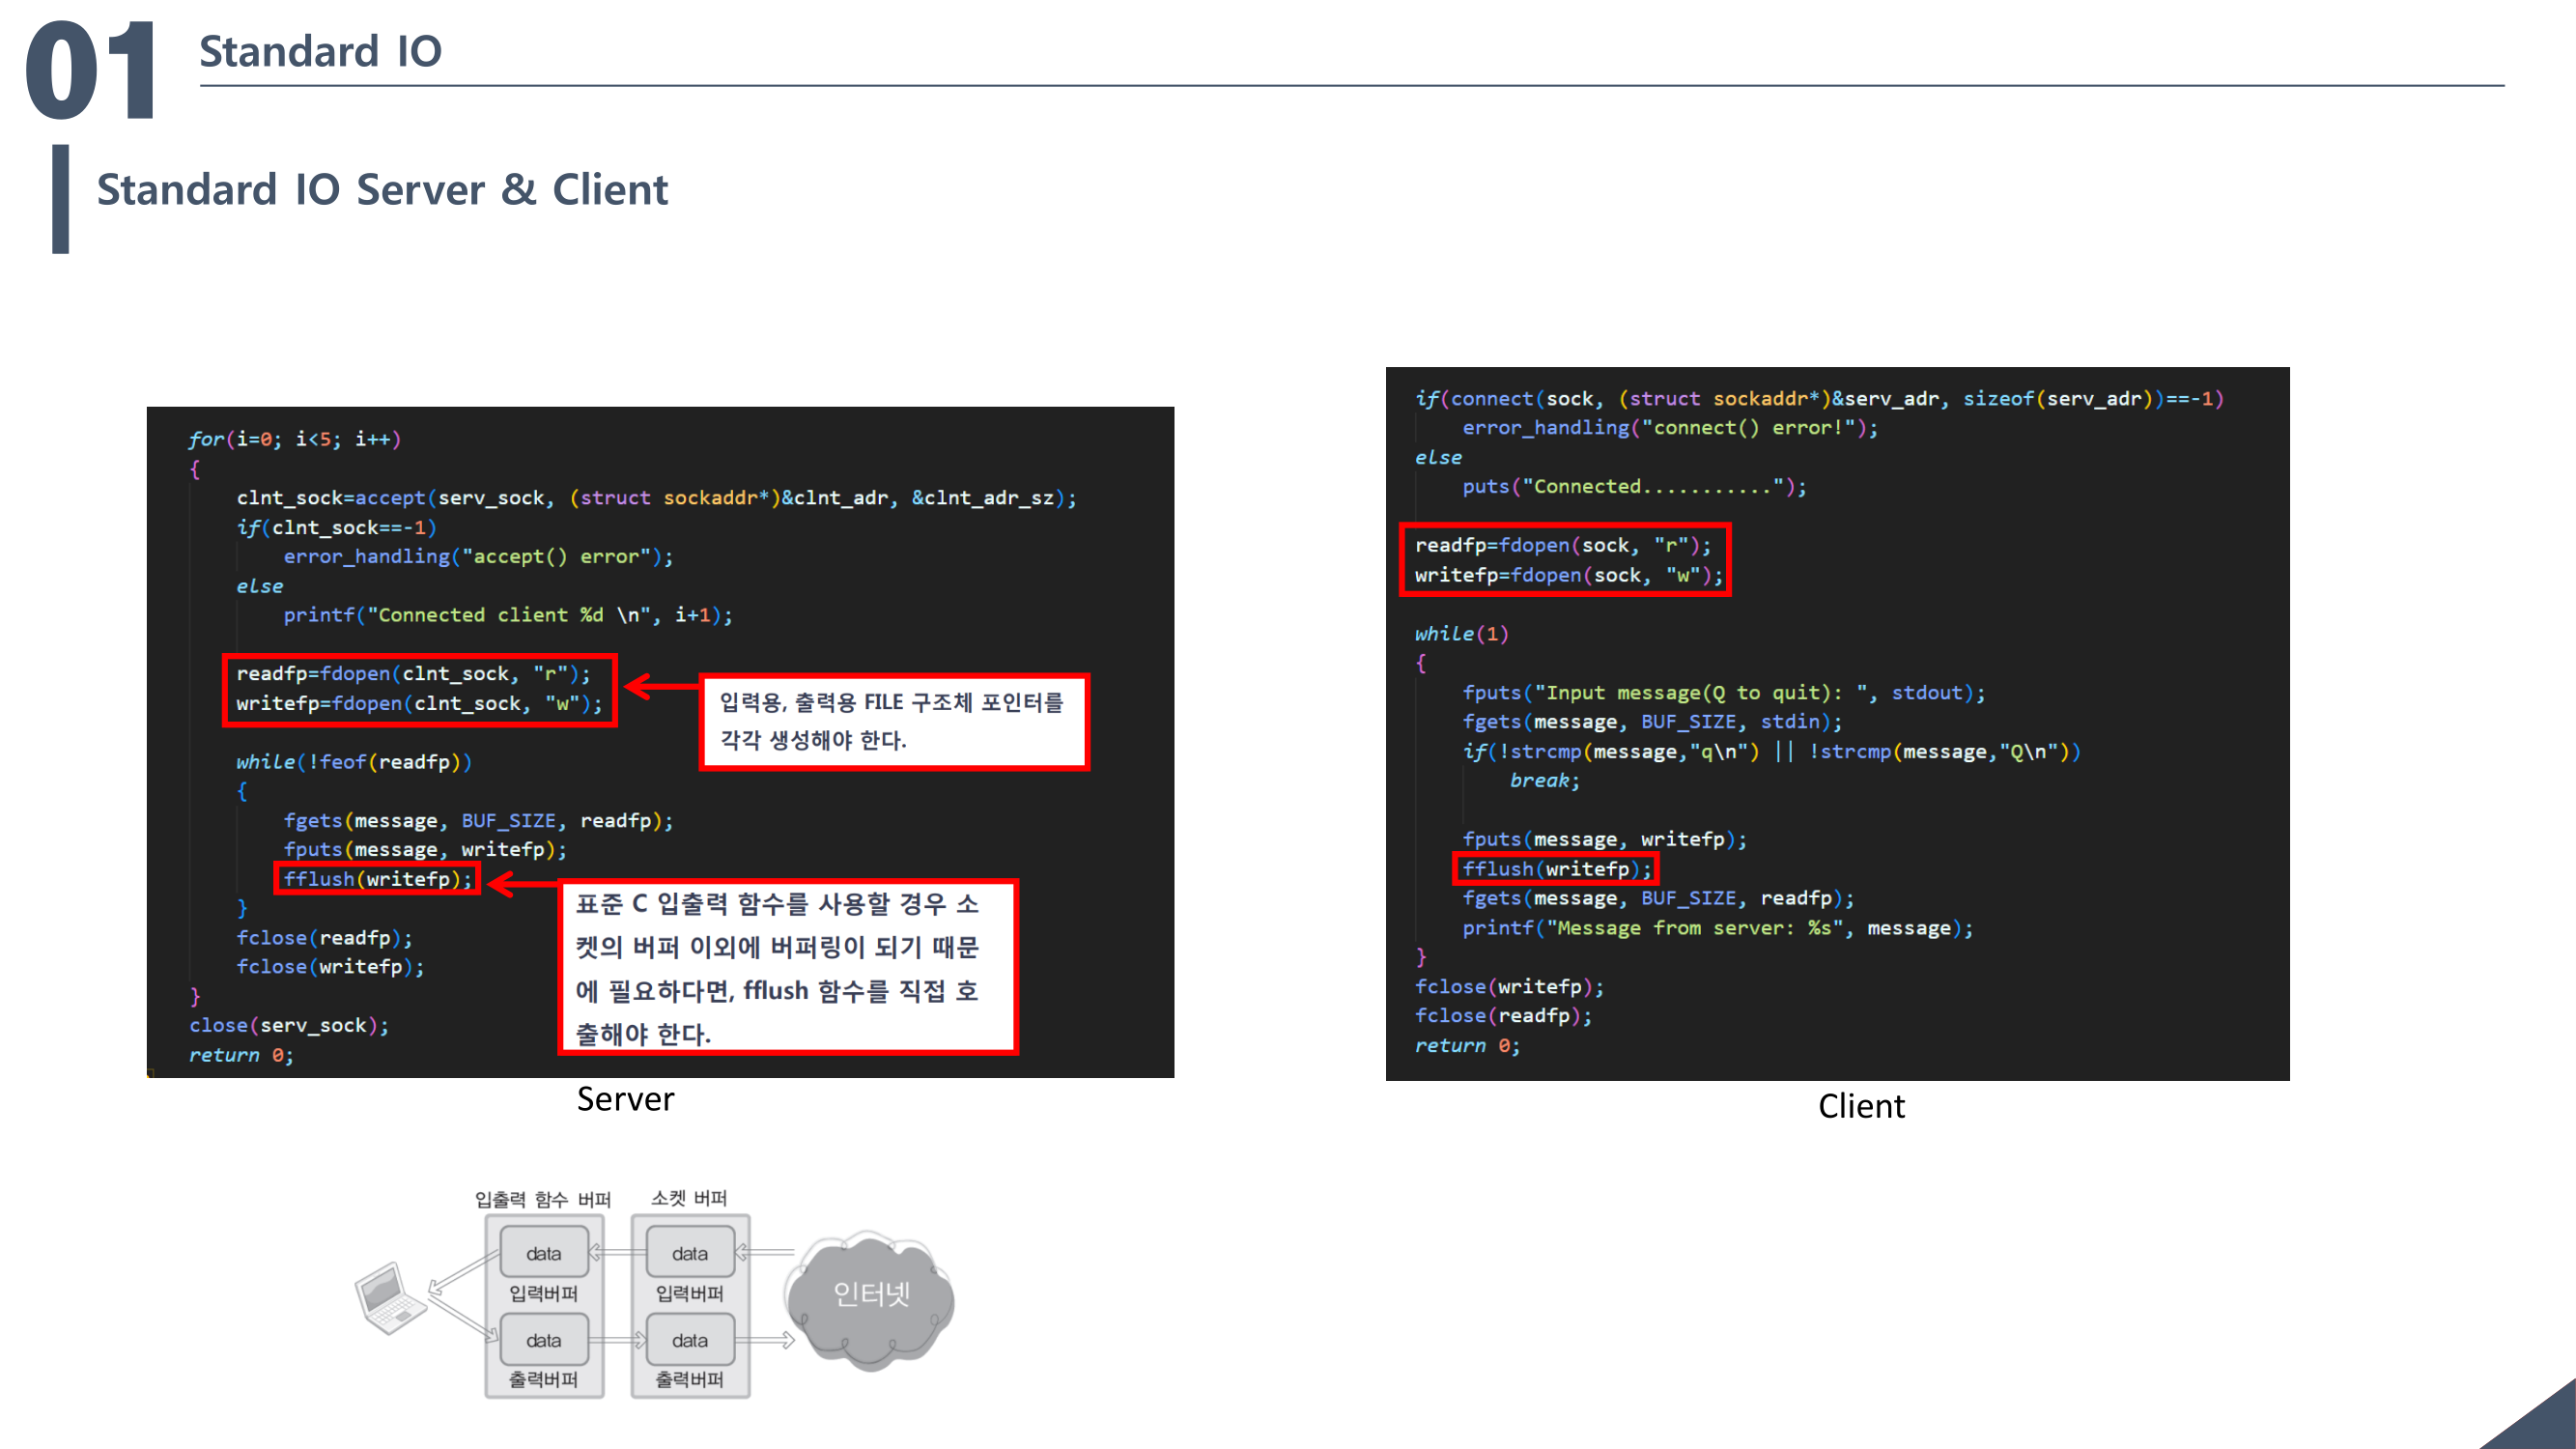 01
Standard IO
Standard IO Server & Client
for(i=0; i<5; i++)
{
clnt_sock=accept(serv_sock, (struct sockaddr*)&clnt_adr, &clnt_adr_sz);
if(clnt_sock==-1)
error_handling("accept() error");
else
printf("Connected client %d \n", i+1);
readfp=fdopen(clnt_sock, "r");
writefp=fdopen(clnt_sock, "w");
입력용, 출력용 FILE 구조체 포인터를
각각 생성해야 한다.
while(!feof(readfp))
{
fgets(message, BUF_SIZE, readfp);
fputs(message, writefp);
fflush(writefp);
}
fclose(readfp);
fclose(writefp);
}
close(serv_sock);
return 0;
표준 C 입출력 함수를 사용할 경우 소
켓의 버퍼 이외에 버퍼링이 되기 때문
에 필요하다면, fflush 함수를 직접 호
출해야 한다.
Server
if(connect(sock, (struct sockaddr*)&serv_adr, sizeof(serv_adr))==-1)
error_handling("connect() error!");
else
puts("Connected...........");
readfp=fdopen(sock, "r");
writefp=fdopen(sock, "w");
while(1)
{
fputs("Input message(Q to quit): ", stdout);
fgets(message, BUF_SIZE, stdin);
if(!strcmp(message,"q\n") || !strcmp(message,"Q\n"))
break;
fputs(message, writefp);
fflush(writefp);
fgets(message, BUF_SIZE, readfp);
printf("Message from server: %s", message);
}
fclose(writefp);
fclose(readfp);
return 0;
Client
입출력 함수 버퍼 소켓 버퍼
data data
입력버퍼 입력버퍼
인터넷
data data
출력버퍼 출력버퍼